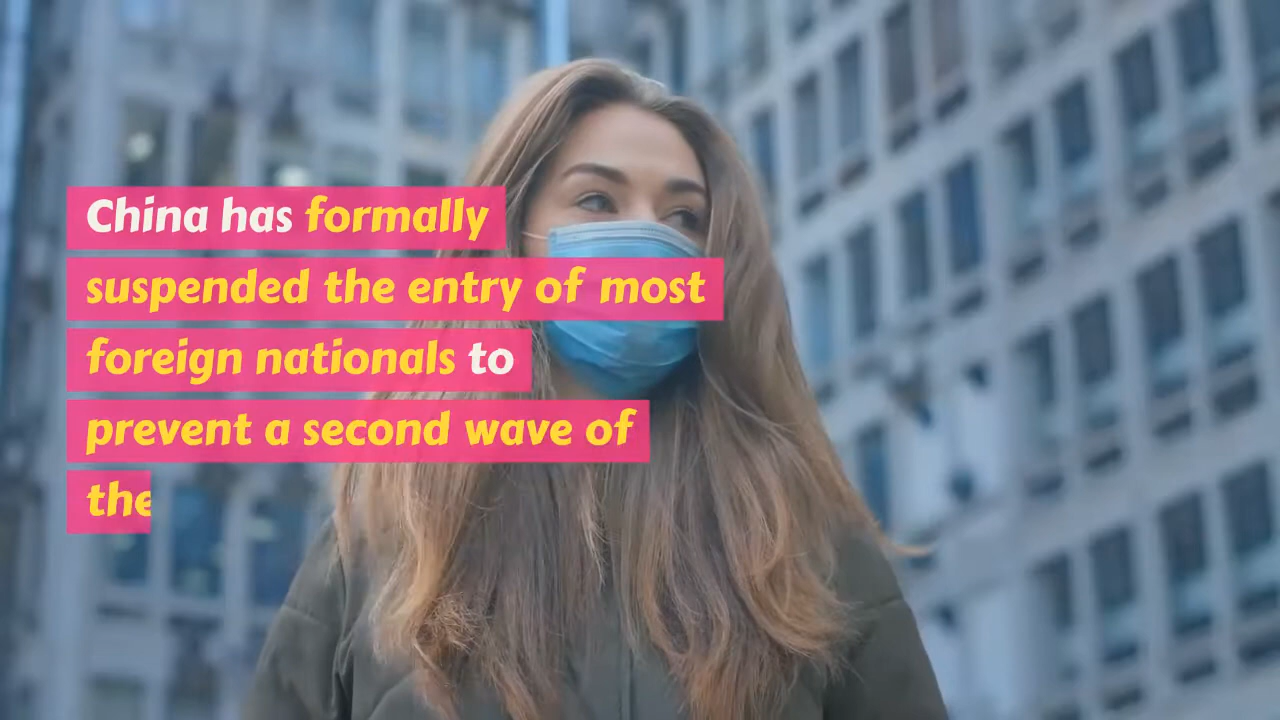 China has formally
suspended the entry of most
foreign nationals to
prevent a second wave of
the